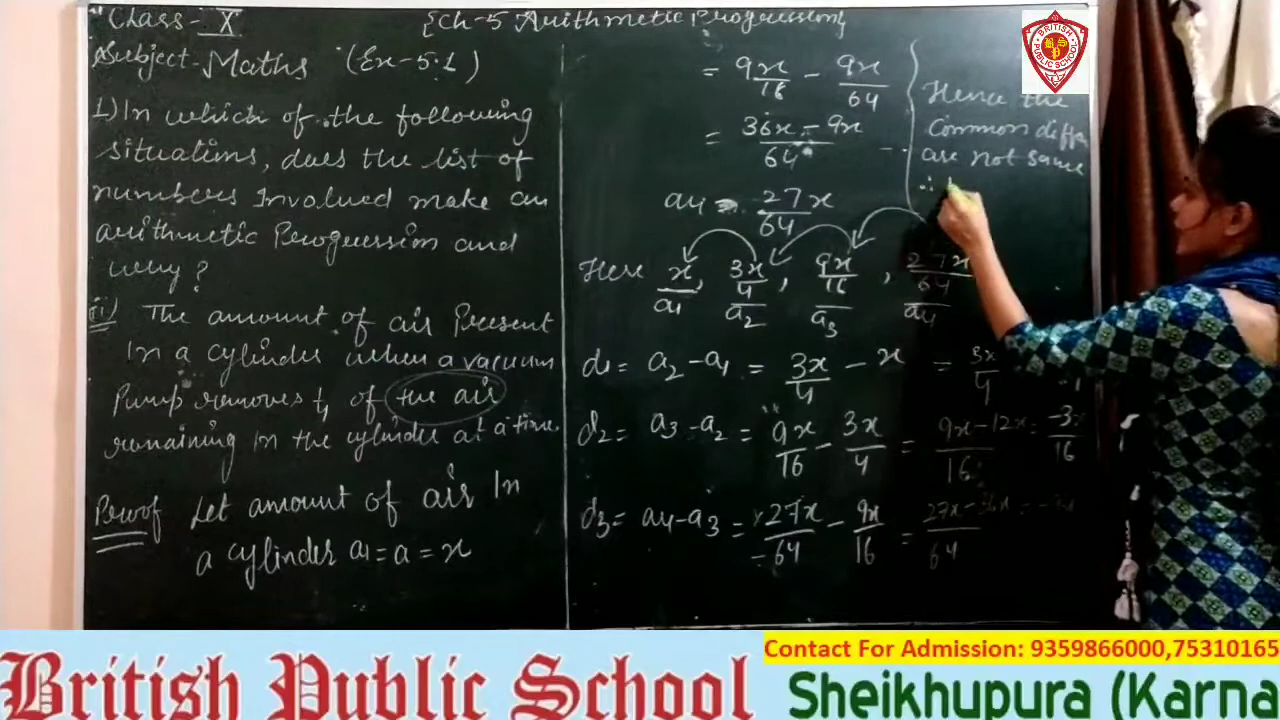 Class- X
{Ch-5 Arithmetic Progression}
Subject-Maths (Ex-5.1)
1.) In which of the following
situations, does the list of
numbers Involved make an
arithmetic Progression and
why?
ii) The amount of air Present
In a cylinder when a vacuum
Pump removes 1/4 of the air
remaining In the cylinder at a time.
Proof Let amount of air In
a cylinder a1 = a = x
= 9x/16 - 9x/64
= 36x - 9x/64
a4 = 27x/64
Here x/a1, 3x/4/a2, 9x/16/a3, 27x/64/a4
d1 = a2 - a1 = 3x/4 - x = 3x/4
d2 = a3 - a2 = 9x/16 - 3x/4 = 9x - 12x/16 = -3x/16
d3 = a4 - a3 = 27x/64 - 9x/16 = 27x - 36x/64
Hence the
Common diff
are not same
∴
BRITISH
PUBLIC SCHOOL
British Public School
Contact For Admission: 9359866000,75310165
Sheikhupura (Karna